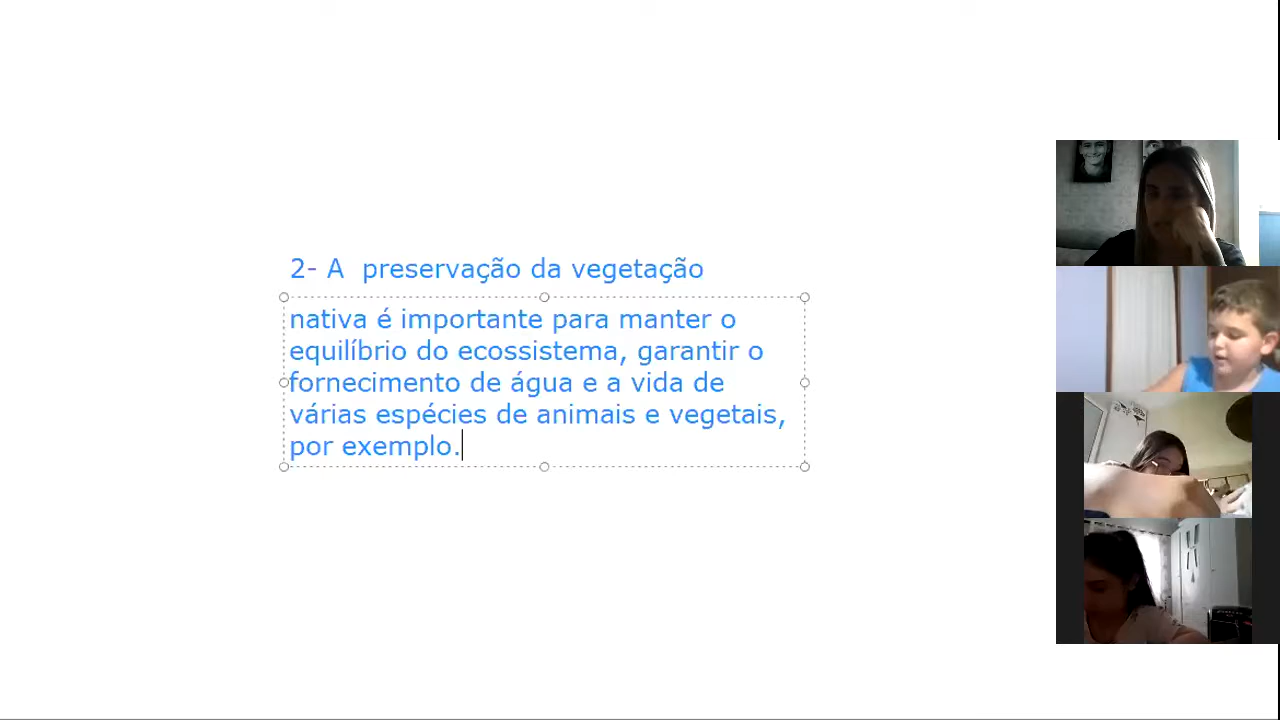 2- A  preservação da vegetação
nativa é importante para manter o
equilíbrio do ecossistema, garantir o
fornecimento de água e a vida de
várias espécies de animais e vegetais,
por exemplo.